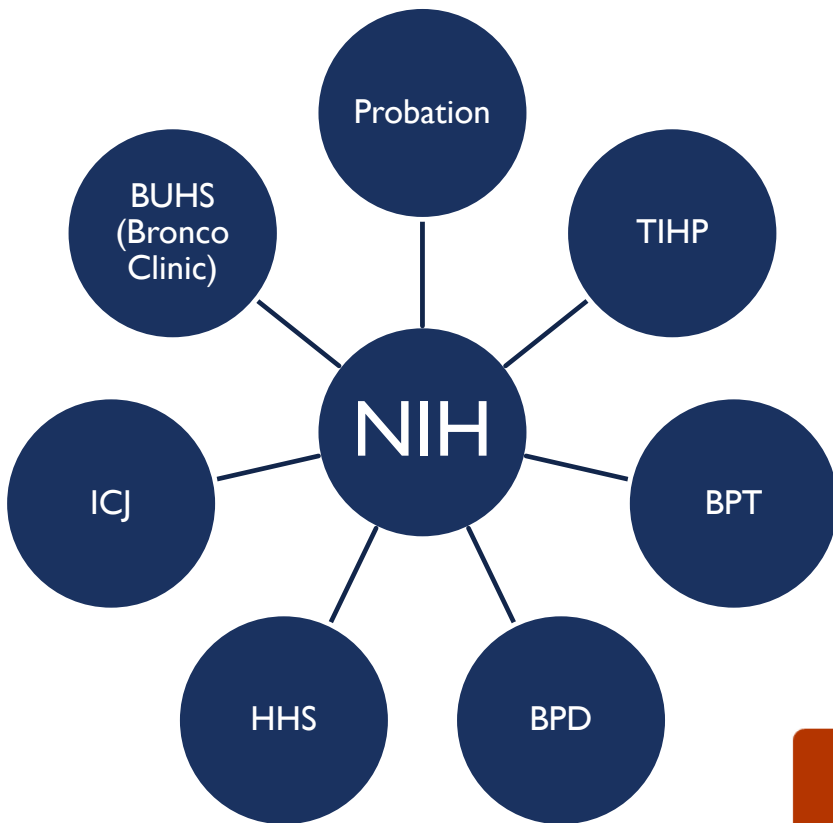 Probation
BUHS
(Bronco
Clinic)
TIHP
NIH
ICJ
BPT
HHS
BPD